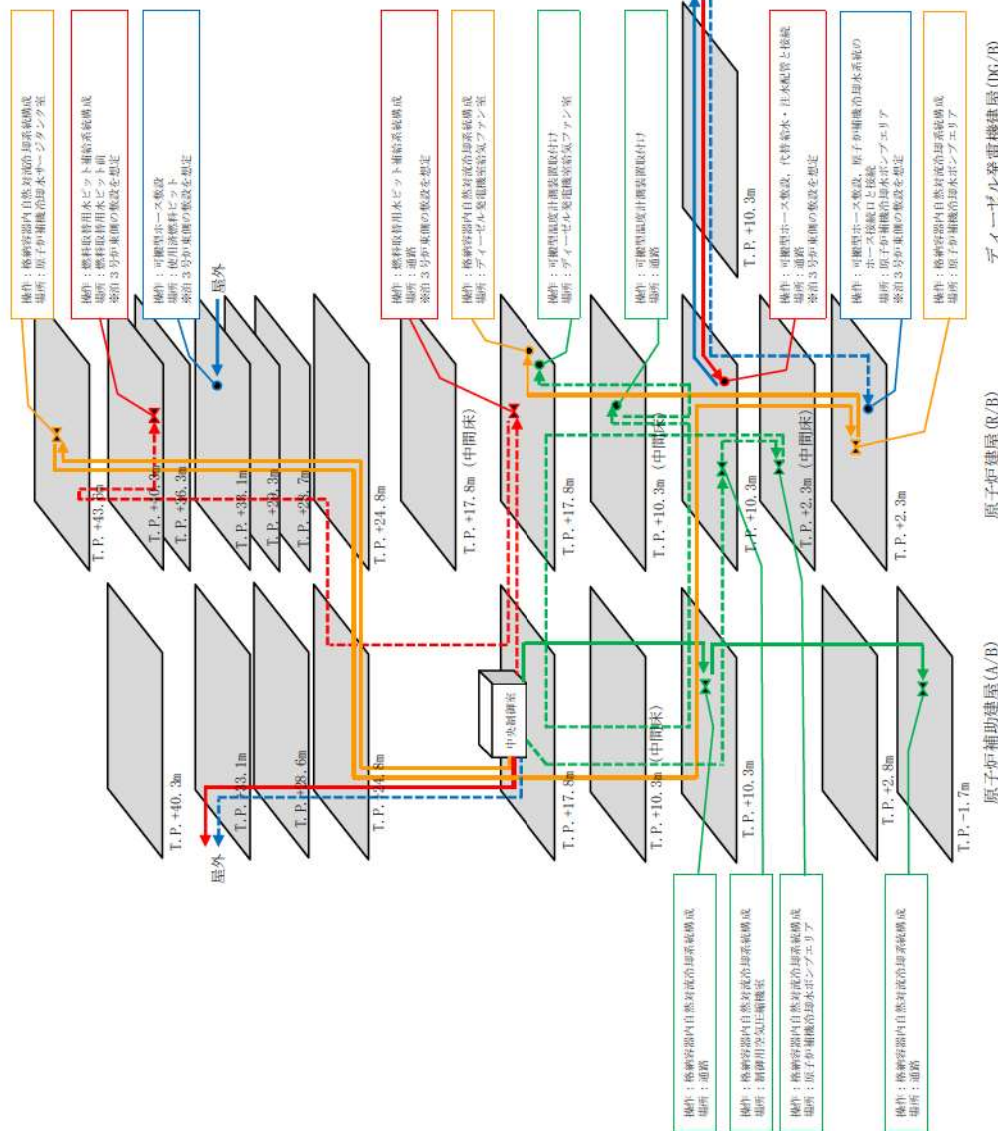 操作：格納容器内自然対流冷却系統構成
場所：原子炉補機冷却水サージタンク室
操作：燃料取替用水ピット補給系統構成
場所：燃料取替用水ピット前
※泊３号炉東側の敷設を想定
操作：可搬型ホース敷設
場所：使用済燃料ピット
※泊３号炉東側の敷設を想定
屋外
操作：燃料取替用水ピット補給系統構成
場所：通路
※泊３号炉東側の敷設を想定
操作：格納容器内自然対流冷却系統構成
場所：ディーゼル発電機室給気ファン室
操作：可搬型温度計測装置取付け
場所：ディーゼル発電機室給気ファン室
操作：可搬型温度計測装置取付け
場所：通路
操作：可搬型ホース敷設、代替給水・注水配管と接続
場所：通路
※泊３号炉東側の敷設を想定
操作：可搬型ホース敷設、原子炉補機冷却水系統の
ホース接続口と接続
場所：原子炉補機冷却水ポンプエリア
※泊３号炉東側の敷設を想定
操作：格納容器内自然対流冷却系統構成
場所：原子炉補機冷却水ポンプエリア
T.P.+10.3m
ディーゼル発電機建屋(DG/B)
T.P.+43.6m
T.P.+40.3m
T.P.+36.3m
T.P.+33.1m
T.P.+29.3m
T.P.+28.7m
T.P.+24.8m
T.P.+17.8m（中間床）
T.P.+17.8m
T.P.+10.3m（中間床）
T.P.+10.3m
T.P.+2.3m（中間床）
T.P.+2.3m
原子炉建屋(R/B)
T.P.+40.3m
T.P.+33.1m
T.P.+28.6m
T.P.+24.8m
屋外
中央制御室
T.P.+17.8m
T.P.+10.3m（中間床）
T.P.+10.3m
T.P.+2.8m
T.P.-1.7m
原子炉補助建屋(A/B)
操作：格納容器内自然対流冷却系統構成
場所：通路
操作：格納容器内自然対流冷却系統構成
場所：制御用空気圧縮機室
操作：格納容器内自然対流冷却系統構成
場所：原子炉補機冷却水ポンプエリア
操作：格納容器内自然対流冷却系統構成
場所：通路